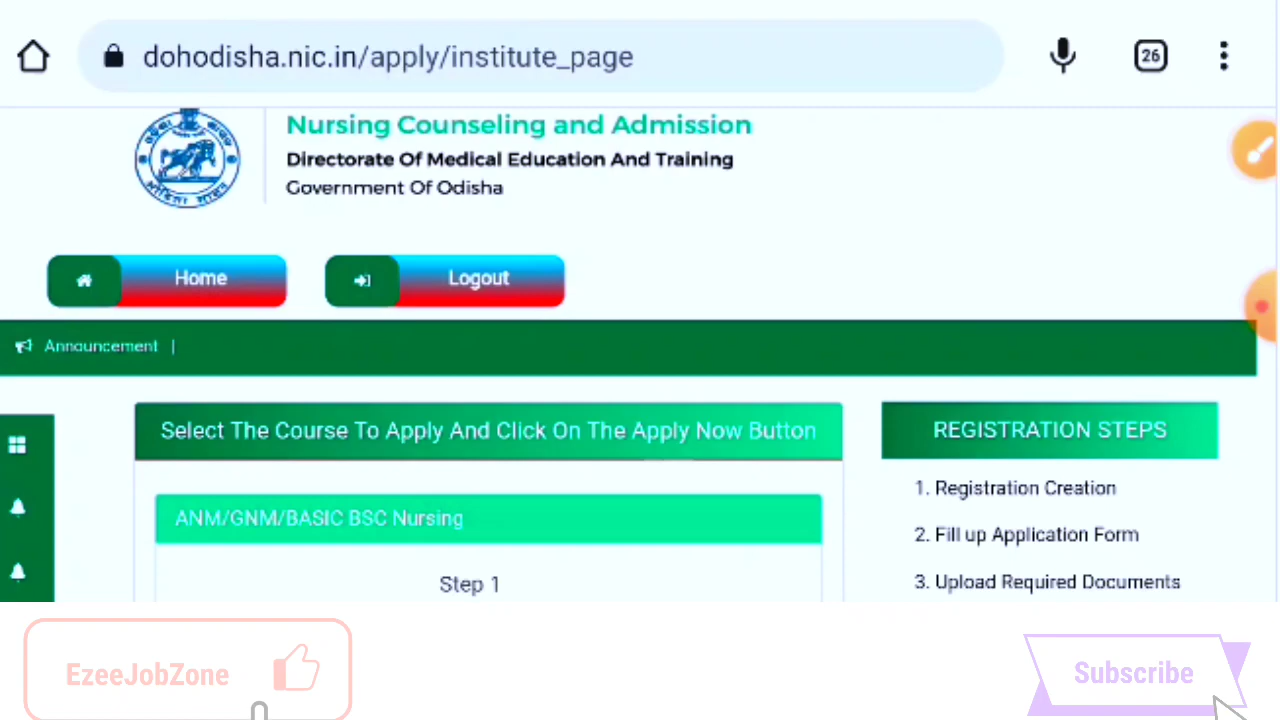 dohodisha.nic.in/apply/institute_page
26
Nursing Counseling and Admission
Directorate Of Medical Education And Training
Government Of Odisha
Home
Logout
Announcement |
Select The Course To Apply And Click On The Apply Now Button
REGISTRATION STEPS
ANM/GNM/BASIC BSC Nursing
1. Registration Creation
2. Fill up Application Form
Step 1
3. Upload Required Documents
EzeeJobZone
Subscribe